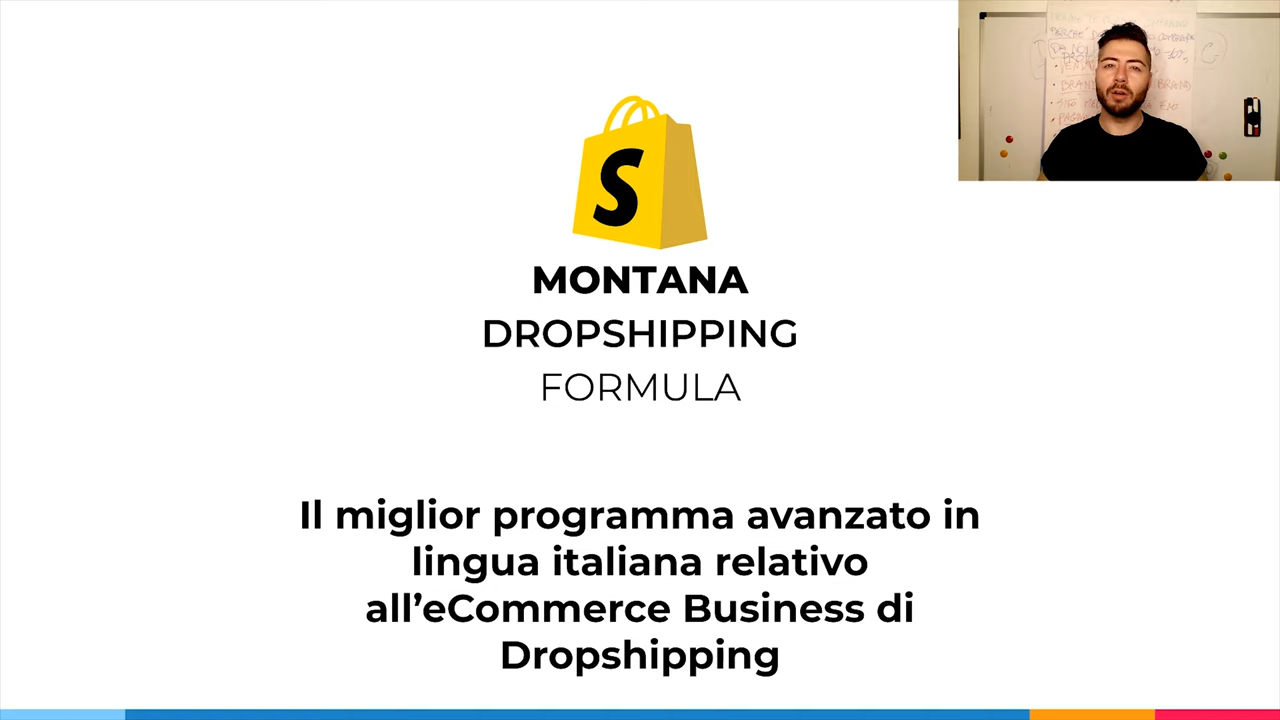 S
MONTANA
DROPSHIPPING
FORMULA
Il miglior programma avanzato in
lingua italiana relativo
all’eCommerce Business di
Dropshipping